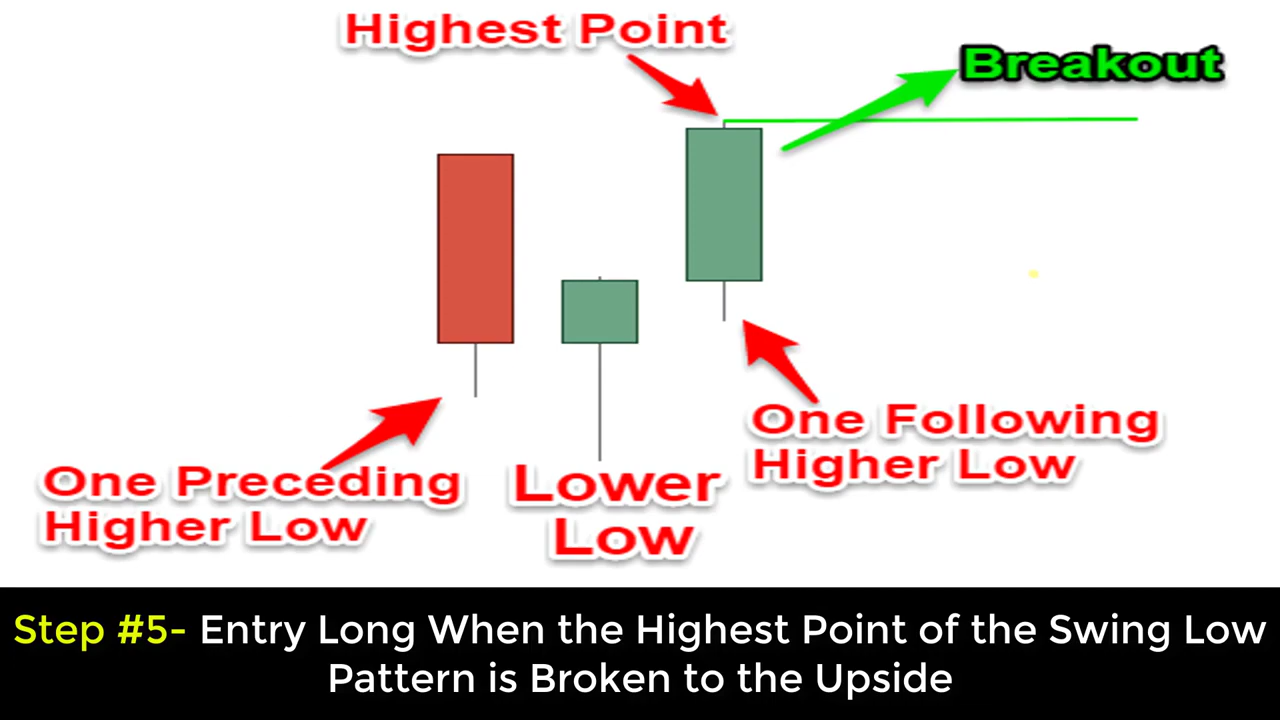 Highest Point
Breakout
One Preceding
Higher Low
Lower
Low
One Following
Higher Low
Step #5- Entry Long When the Highest Point of the Swing Low
Pattern is Broken to the Upside